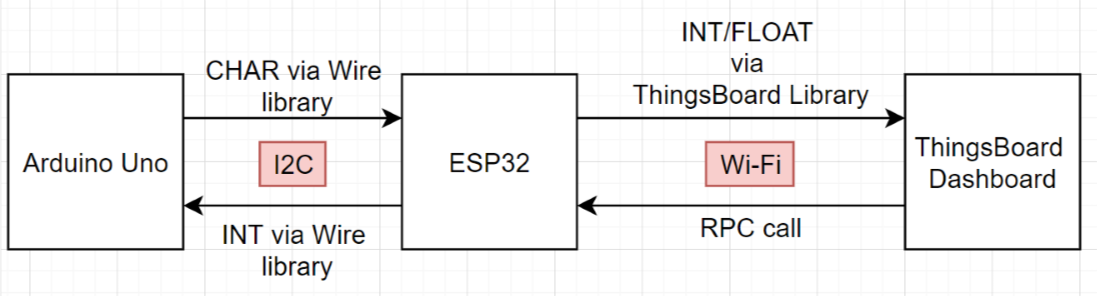 INT/FLOAT
via
ThingsBoard Library
CHAR via Wire
library
Arduino Uno
I2C
ESP32
Wi-Fi
ThingsBoard
Dashboard
INT via Wire
library
RPC call